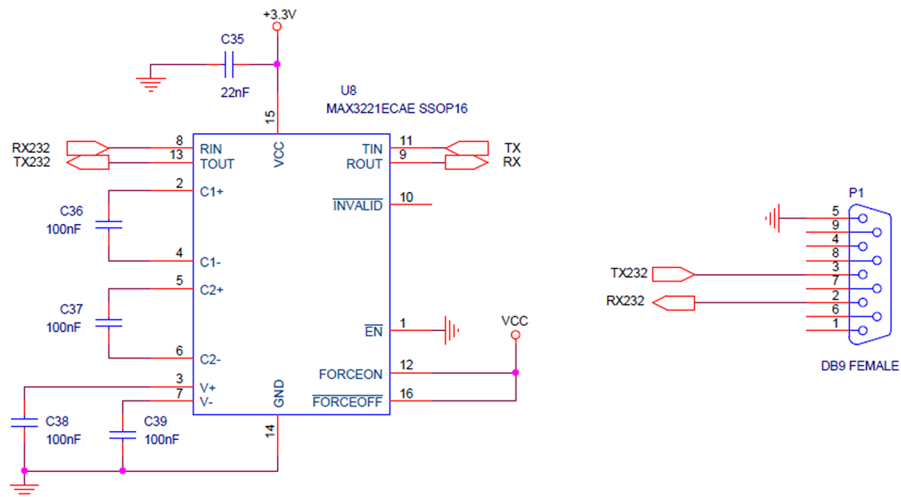 +3.3V
C35
22nF
U8
MAX3221ECAE SSOP16
15
VCC
RX232
8
RIN
TIN
11
TX
TX232
13
TOUT
ROUT
9
RX
2
C1+
INVALID
10
C36
100nF
4
C1-
5
C2+
C37
100nF
EN
1
VCC
6
C2-
FORCEON
12
3
V+
7
V-
FORCEOFF
16
GND
14
C38
100nF
C39
100nF
P1
5
9
4
8
TX232
3
7
RX232
2
6
1
DB9 FEMALE